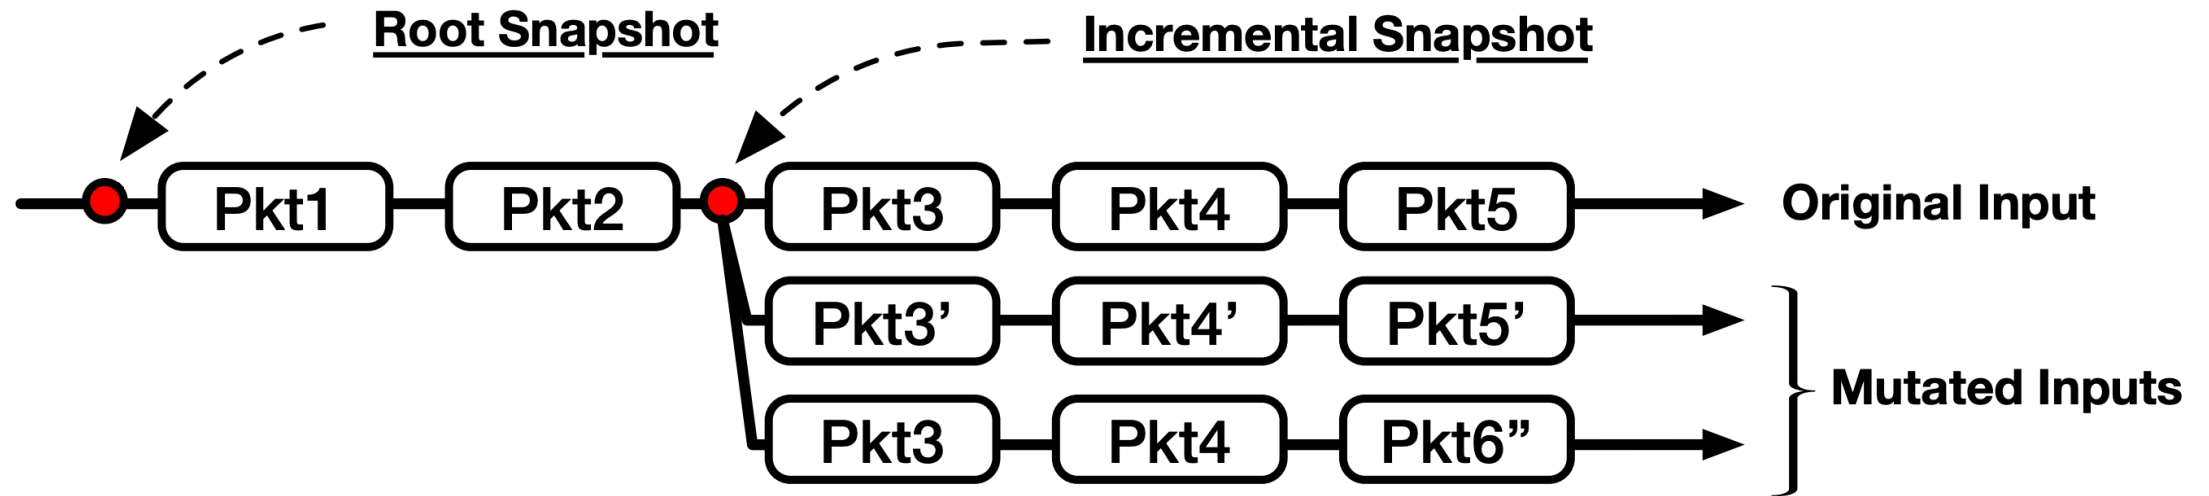 Root Snapshot
Incremental Snapshot
Pkt1 Pkt2 Pkt3 Pkt4 Pkt5 Original Input
Pkt3’ Pkt4’ Pkt5’
Mutated Inputs
Pkt3 Pkt4 Pkt6”